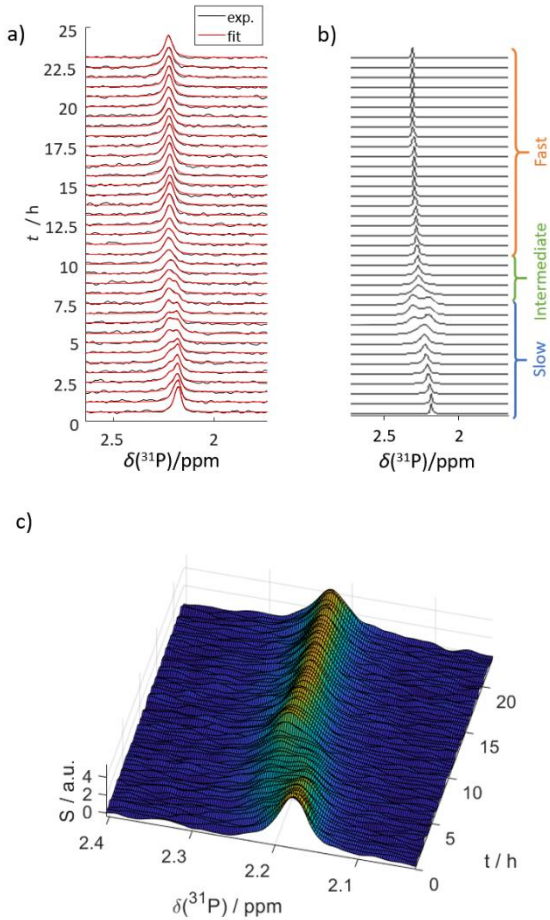 a)
exp.
fit
25
22.5
20
17.5
15
12.5
10
7.5
5
2.5
0
t / h
2.5
2
δ(³¹P)/ppm
b)
Fast
Intermediate
Slow
2.5
2
δ(³¹P)/ppm
c)
4
2
0
S / a.u.
2.4
2.3
2.2
2.1
δ(³¹P) / ppm
0
5
10
15
20
t / h